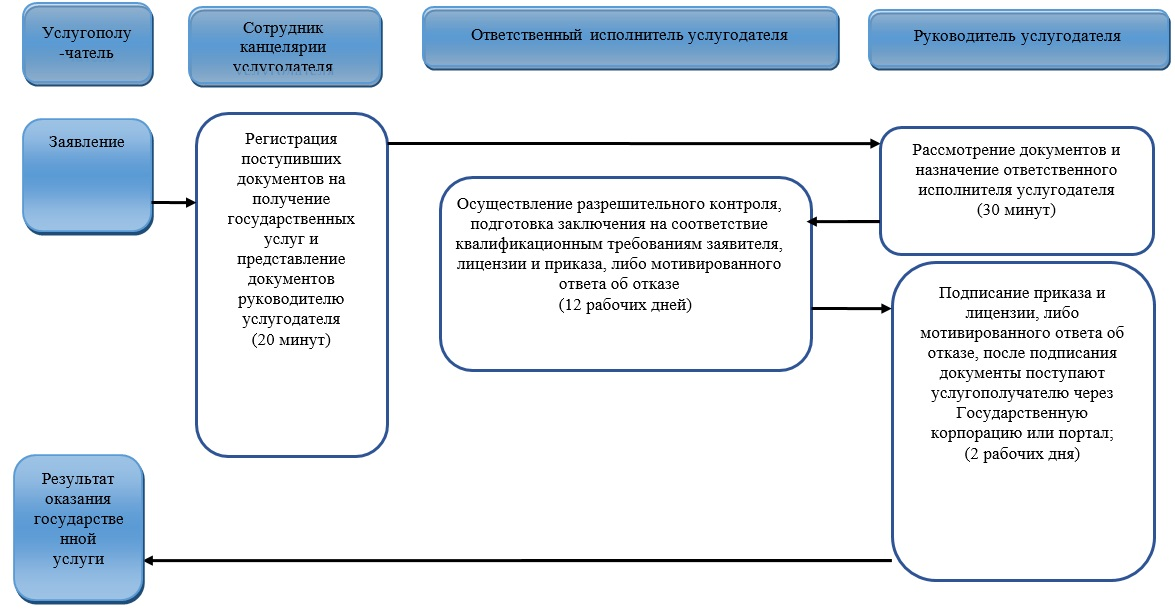 Услугополу
-чатель
Сотрудник
канцелярии
услугодателя
Ответственный исполнитель услугодателя
Руководитель услугодателя
Заявление
Регистрация
поступивших
документов на
получение
государственных
услуг и
представление
документов
руководителю
услугодателя
(20 минут)
Рассмотрение документов и
назначение ответственного
исполнителя услугодателя
(30 минут)
Осуществление разрешительного контроля,
подготовка заключения на соответствие
квалификационным требованиям заявителя,
лицензии и приказа, либо мотивированного
ответа об отказе
(12 рабочих дней)
Подписание приказа и
лицензии, либо
мотивированного ответа об
отказе, после подписания
документы поступают
услугополучателю через
Государственную
корпорацию или портал;
(2 рабочих дня)
Результат
оказания
государстве
нной
услуги